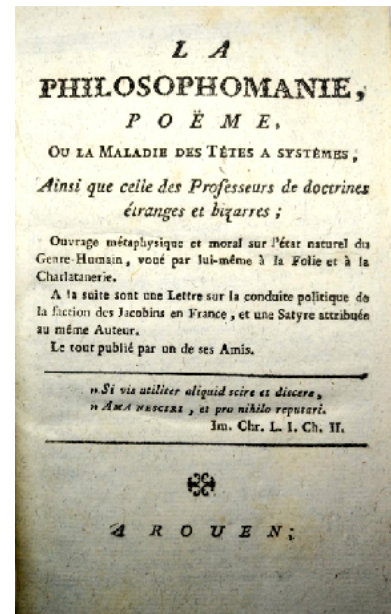 LA
PHILOSOPHOMANIE,
POËME,
OU LA MALADIE DES TÊTES A SYSTÊMES,
Ainsi que celle des Professeurs de doctrines
étranges et bizarres ;
Ouvrage métaphysique et moral sur l'état naturel du
Genre-Humain, voué par lui-même à la Folie et à la
Charlatanerie.
A la suite sont une Lettre sur la conduite politique de
la faction des Jacobins en France, et une Satyre attribuée
au même Auteur.
Le tout publié par un de ses Amis.
» Si vis utiliter aliquid scire et discere,
» AMA NESCIRI, et pro nihilo reputari.
Im. Chr. L. I. Ch. II.
A ROUEN;